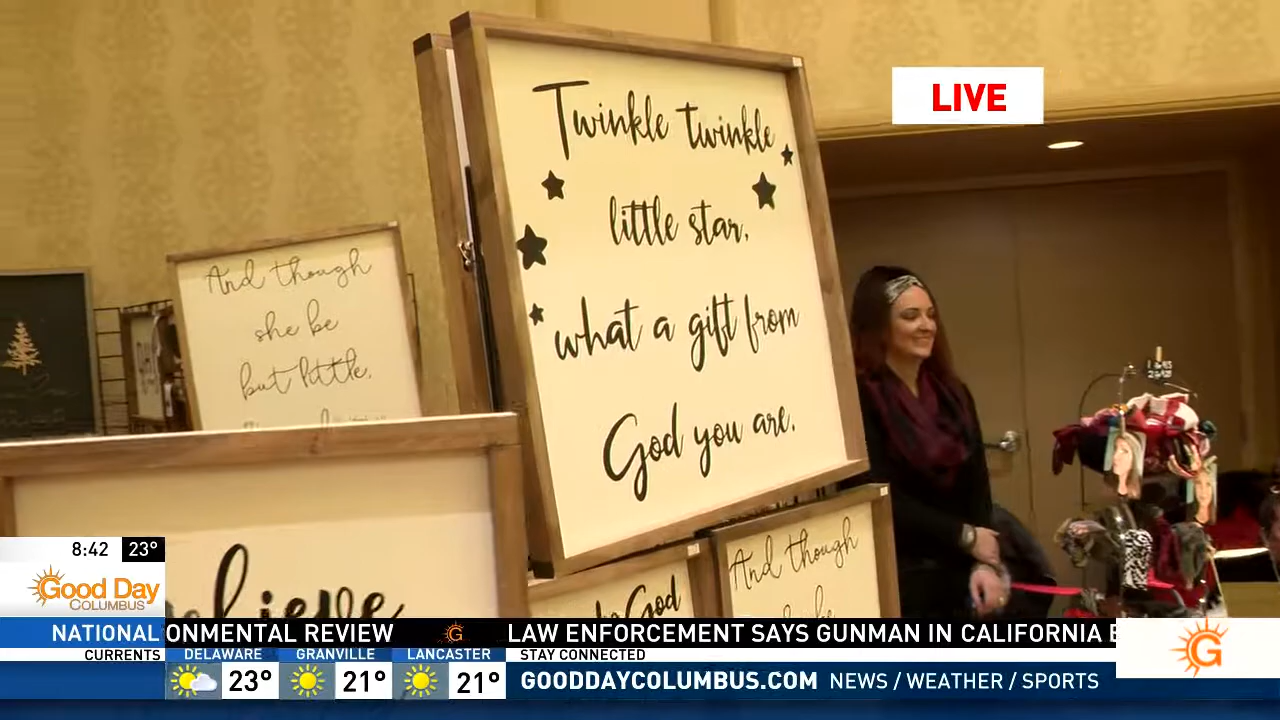 LIVE
Twinkle twinkle
little star,
what a gift from
God you are.
And though
she be
but little,
And though
God
8:42 23°
Good Day
COLUMBUS
NATIONAL
ONMENTAL REVIEW
LAW ENFORCEMENT SAYS GUNMAN IN CALIFORNIA
CURRENTS
DELAWARE
GRANVILLE
LANCASTER
STAY CONNECTED
23°
21°
21°
GOODDAYCOLUMBUS.COM NEWS / WEATHER / SPORTS
G